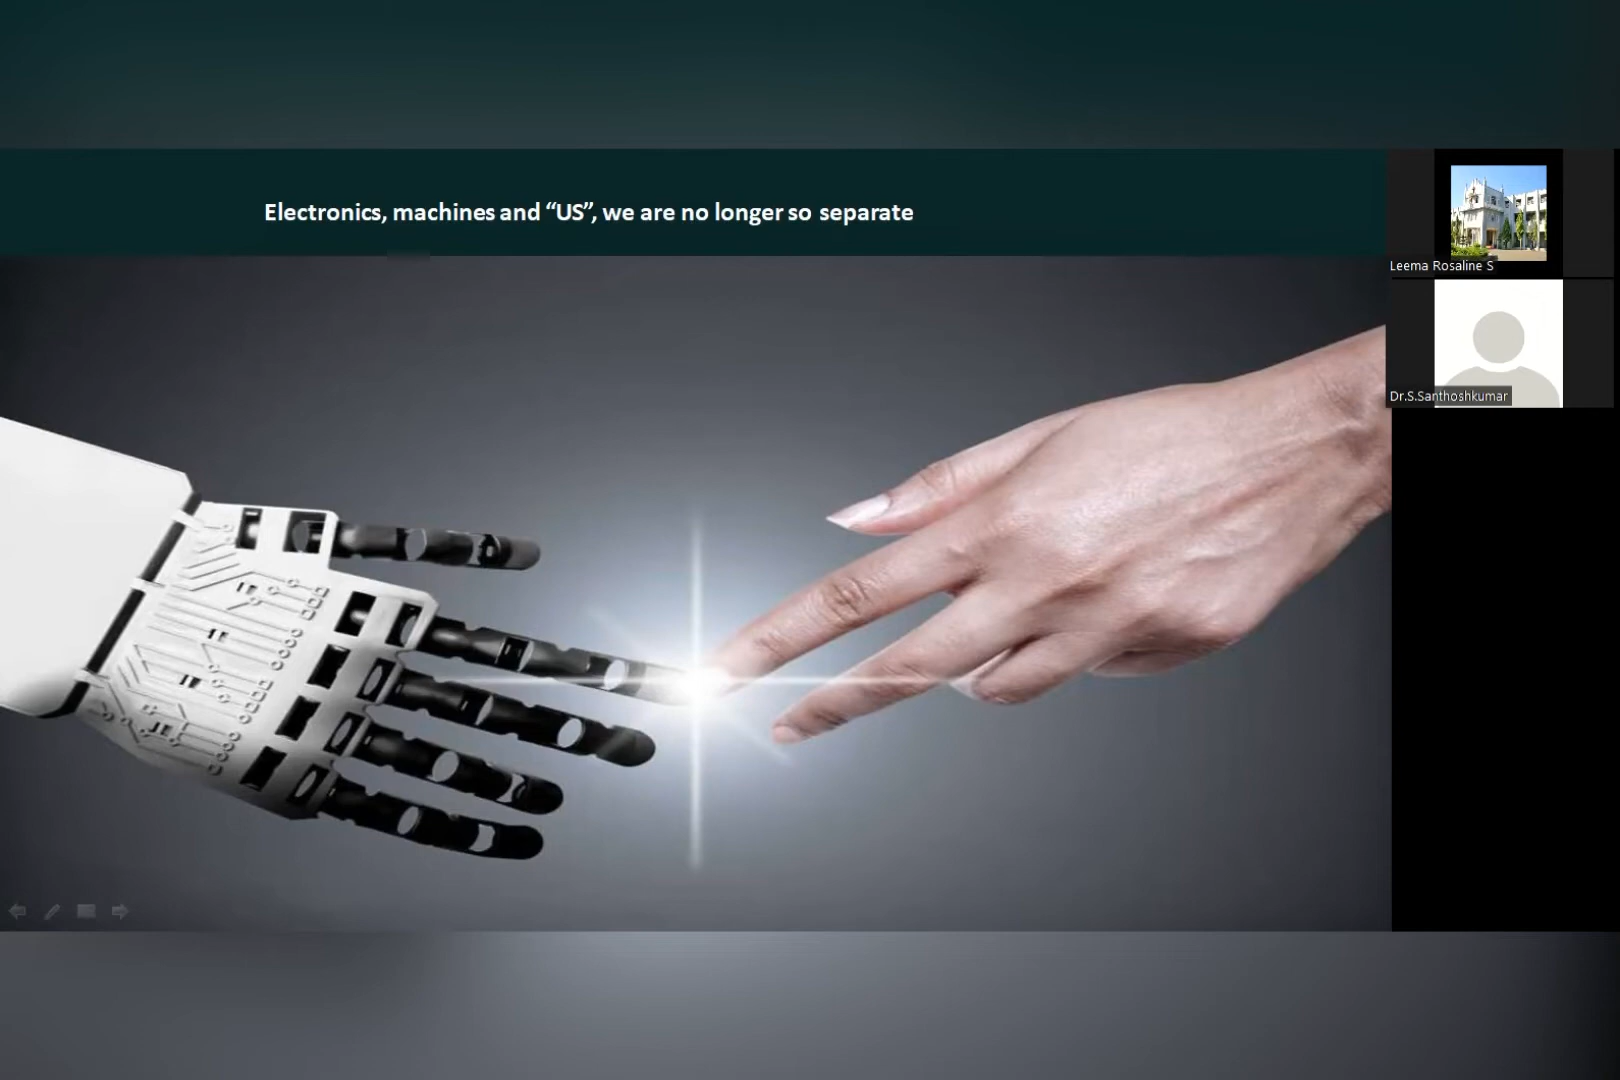 Electronics, machines and “US”, we are no longer so separate
Leema Rosaline S
Dr.S.Santhoshkumar